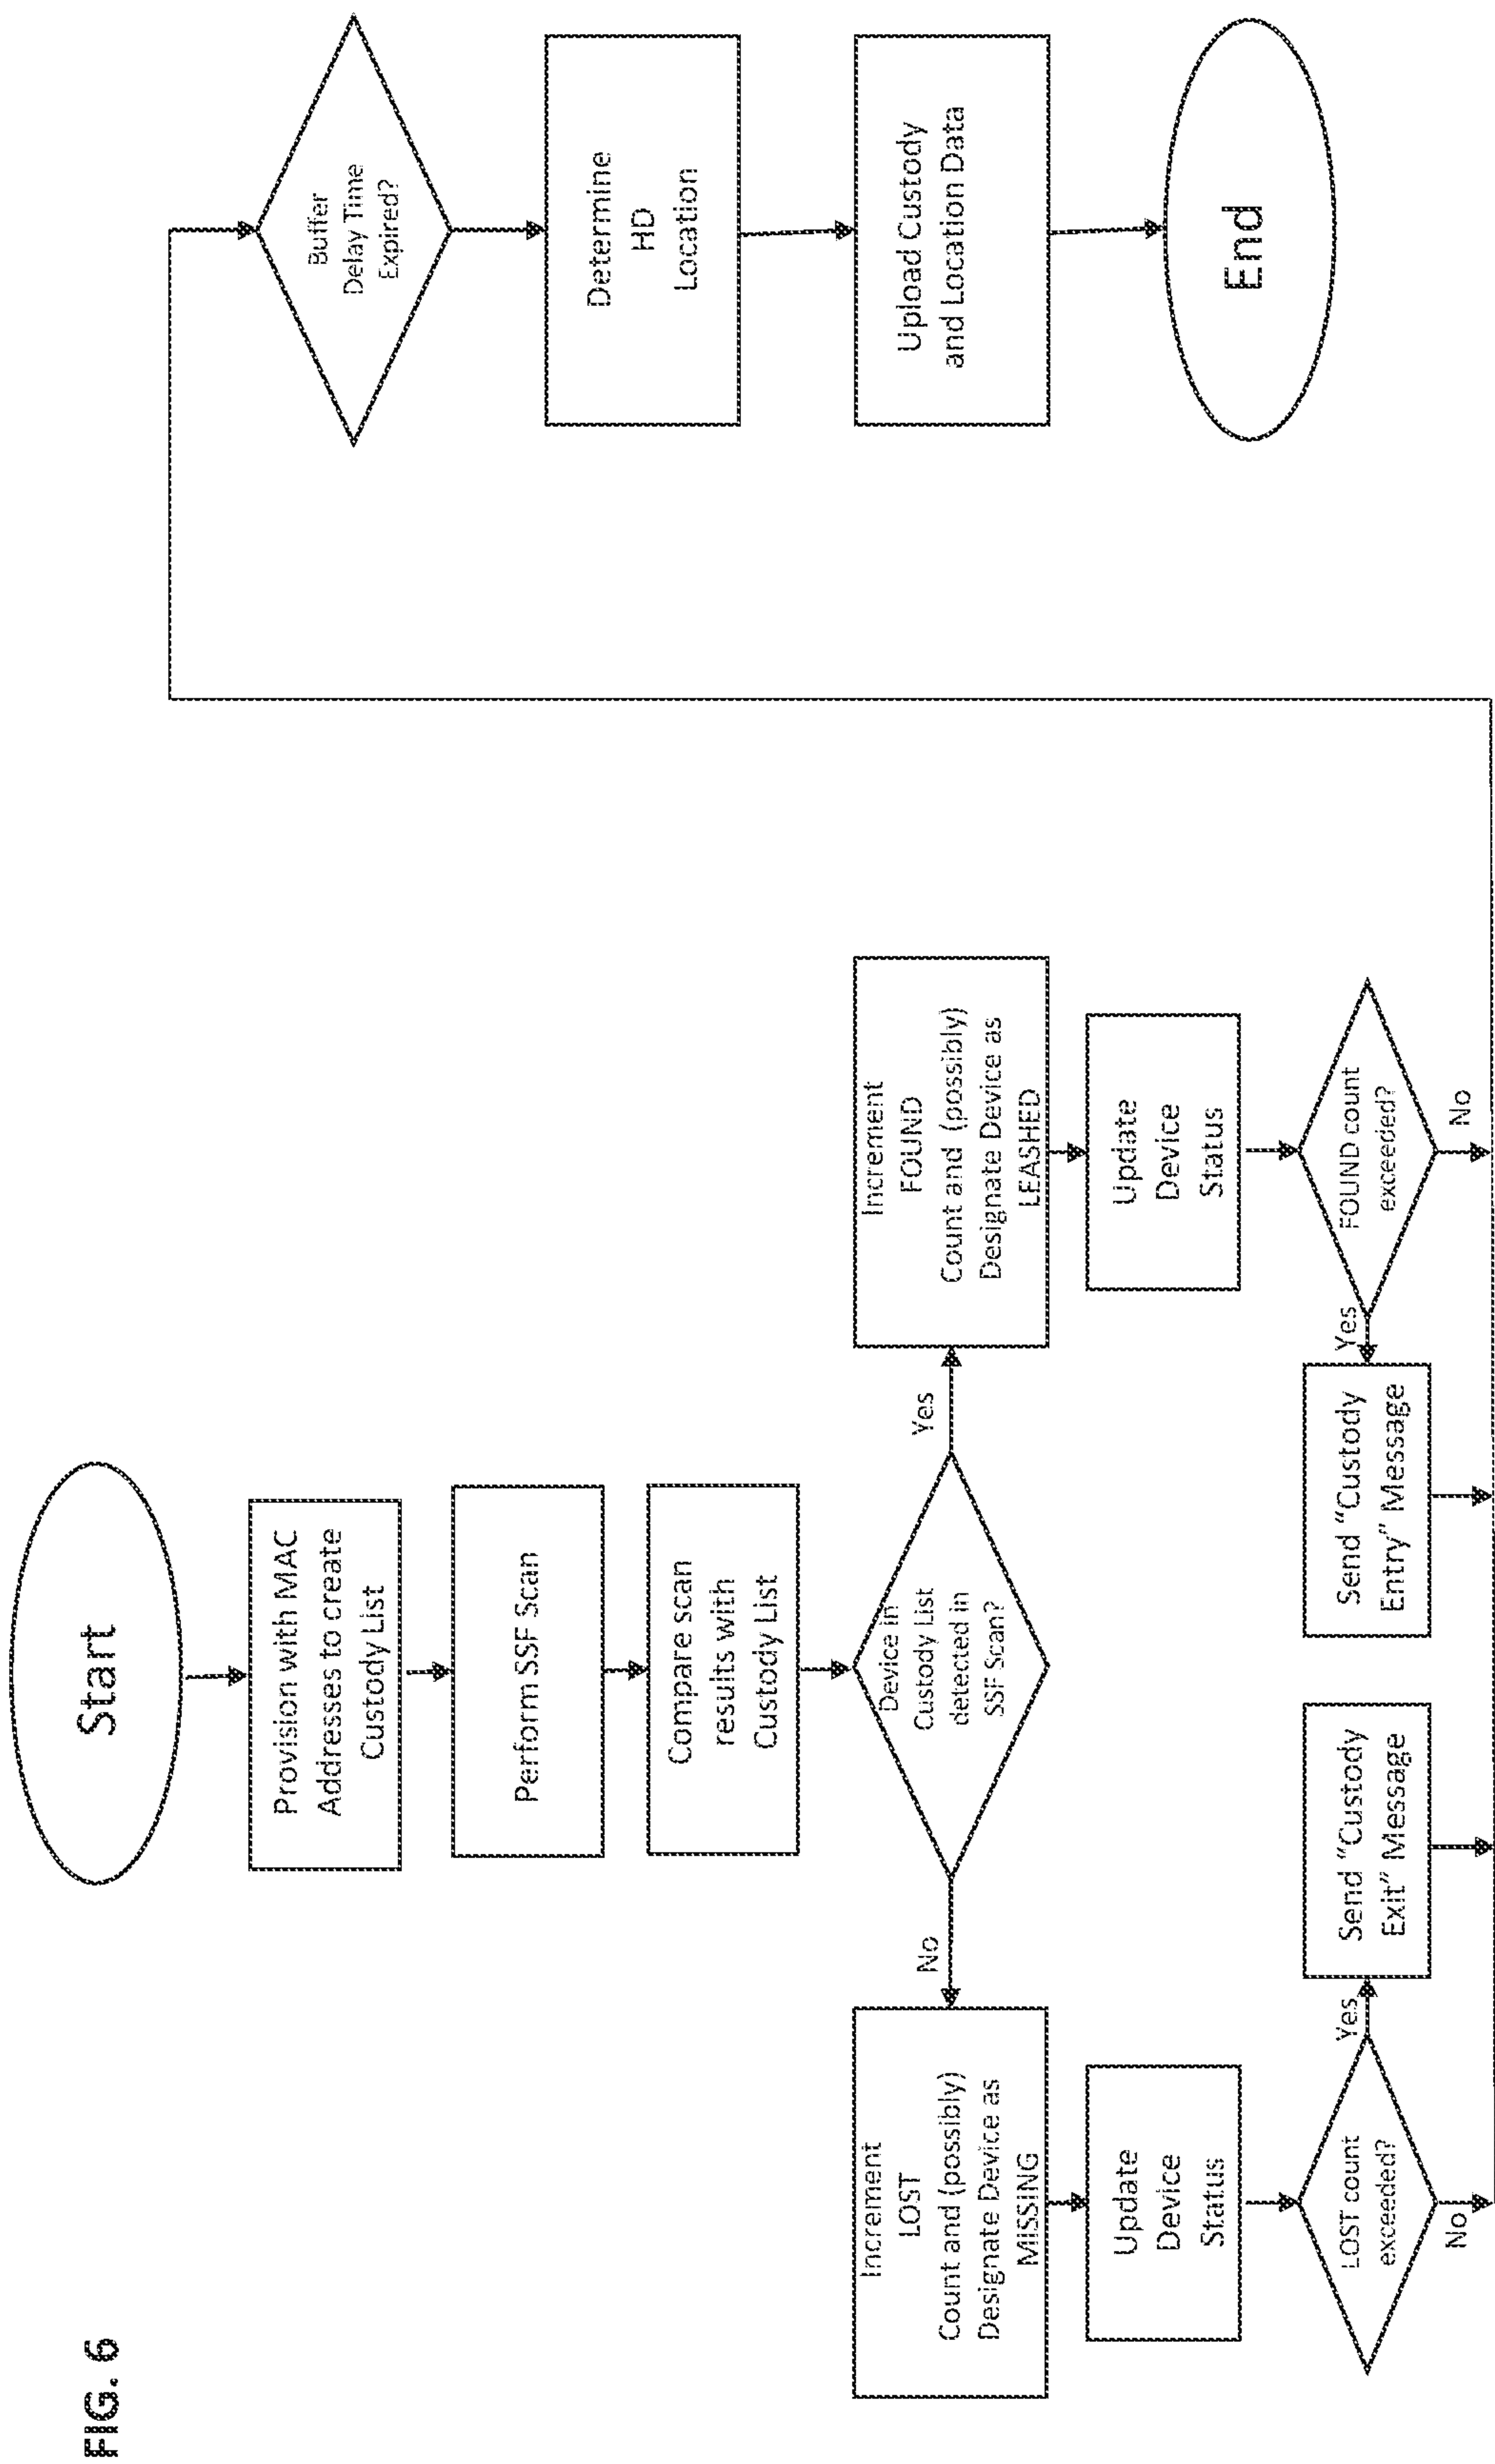 FIG. 6
Start
Provision with MAC
Addresses to create
Custody List
Perform SSF Scan
Compare scan
results with
Custody List
Device in
Custody List
detected in
SSF Scan?
No
Yes
Increment
LOST
Count and (possibly)
Designate Device as
MISSING
Update
Device
Status
LOST count
exceeded?
Yes
No
Send “Custody
Exit” Message
Increment
FOUND
Count and (possibly)
Designate Device as
LEASHED
Update
Device
Status
FOUND count
exceeded?
Yes
No
Send “Custody
Entry” Message
Buffer
Delay Time
Expired?
Determine
HD
Location
Upload Custody
and Location Data
End